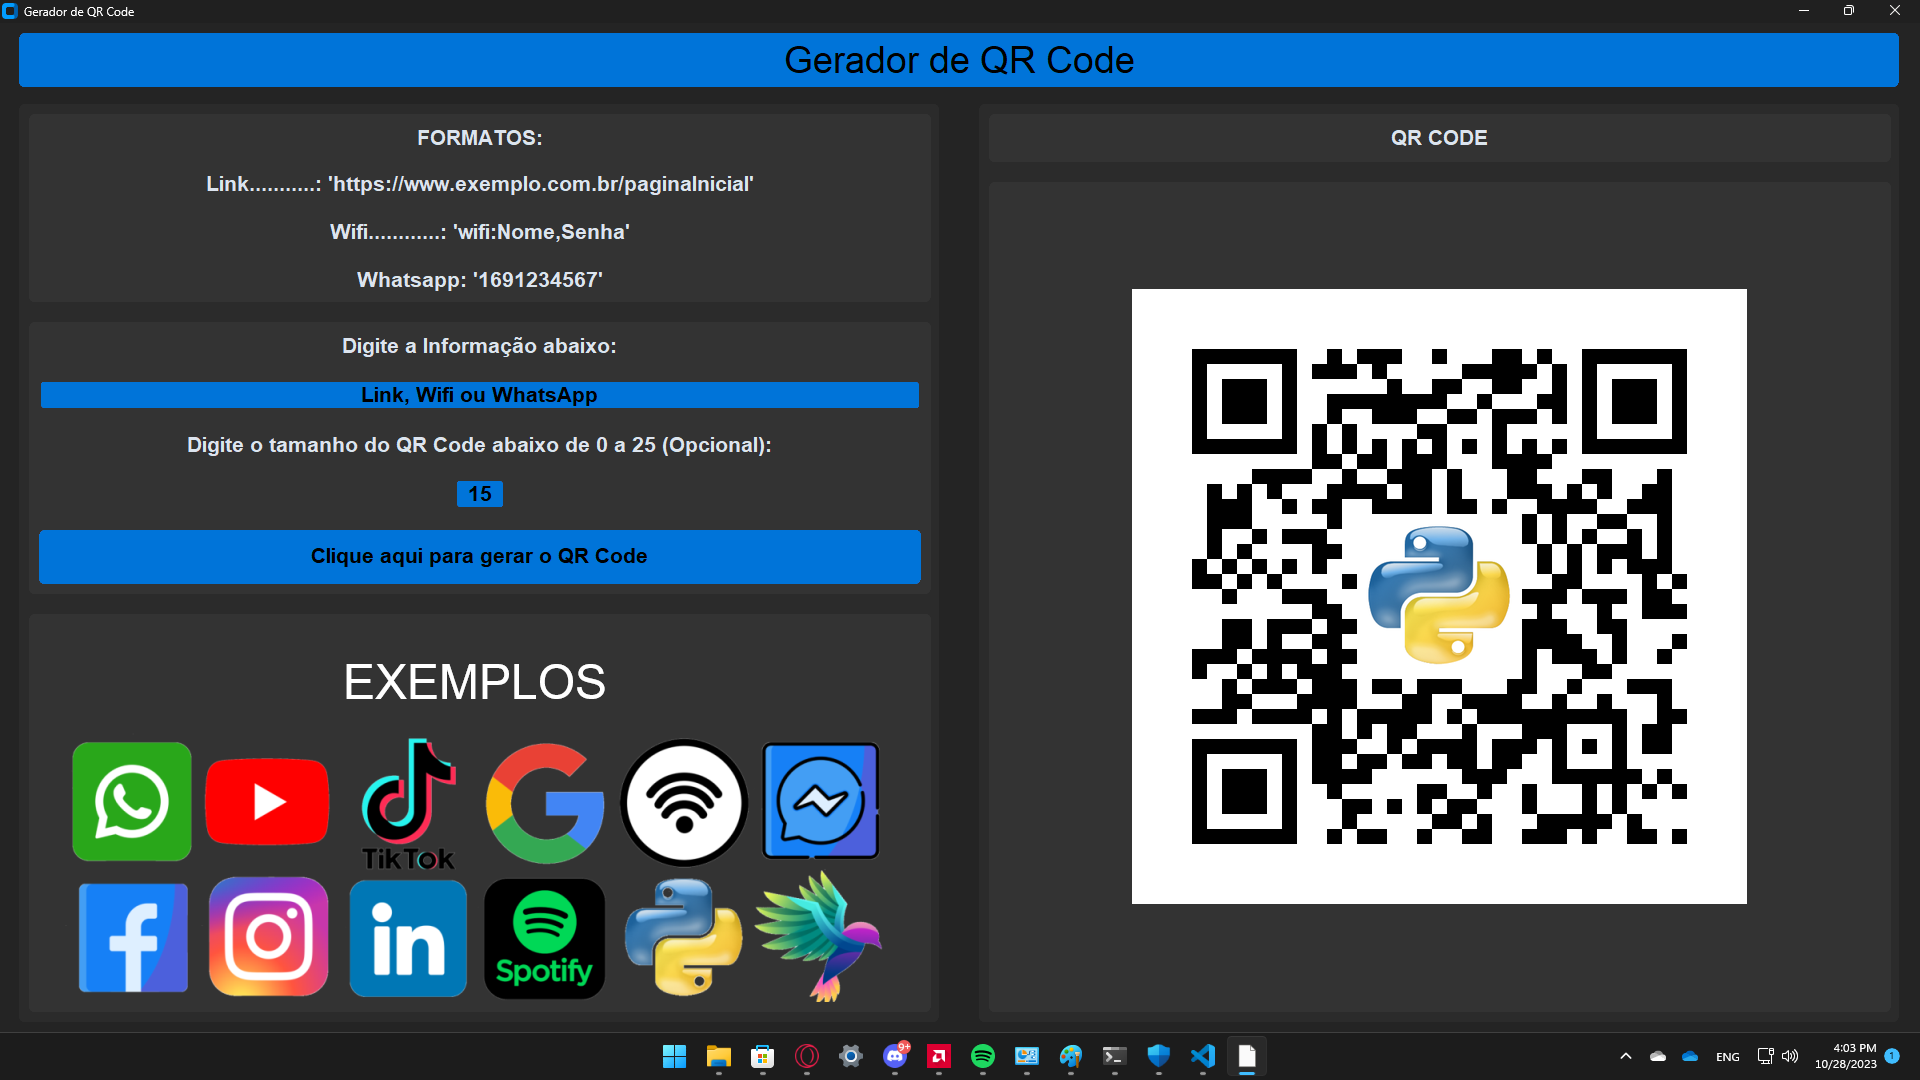 Gerador de QR Code
Gerador de QR Code
FORMATOS:
Link...........: 'https://www.exemplo.com.br/paginaInicial'
Wifi............: 'wifi:Nome,Senha'
Whatsapp: '1691234567'
Digite a Informação abaixo:
Link, Wifi ou WhatsApp
Digite o tamanho do QR Code abaixo de 0 a 25 (Opcional):
15
Clique aqui para gerar o QR Code
EXEMPLOS
TikTok
in
Spotify
QR CODE
9+
ENG
4:03 PM
10/28/2023
1